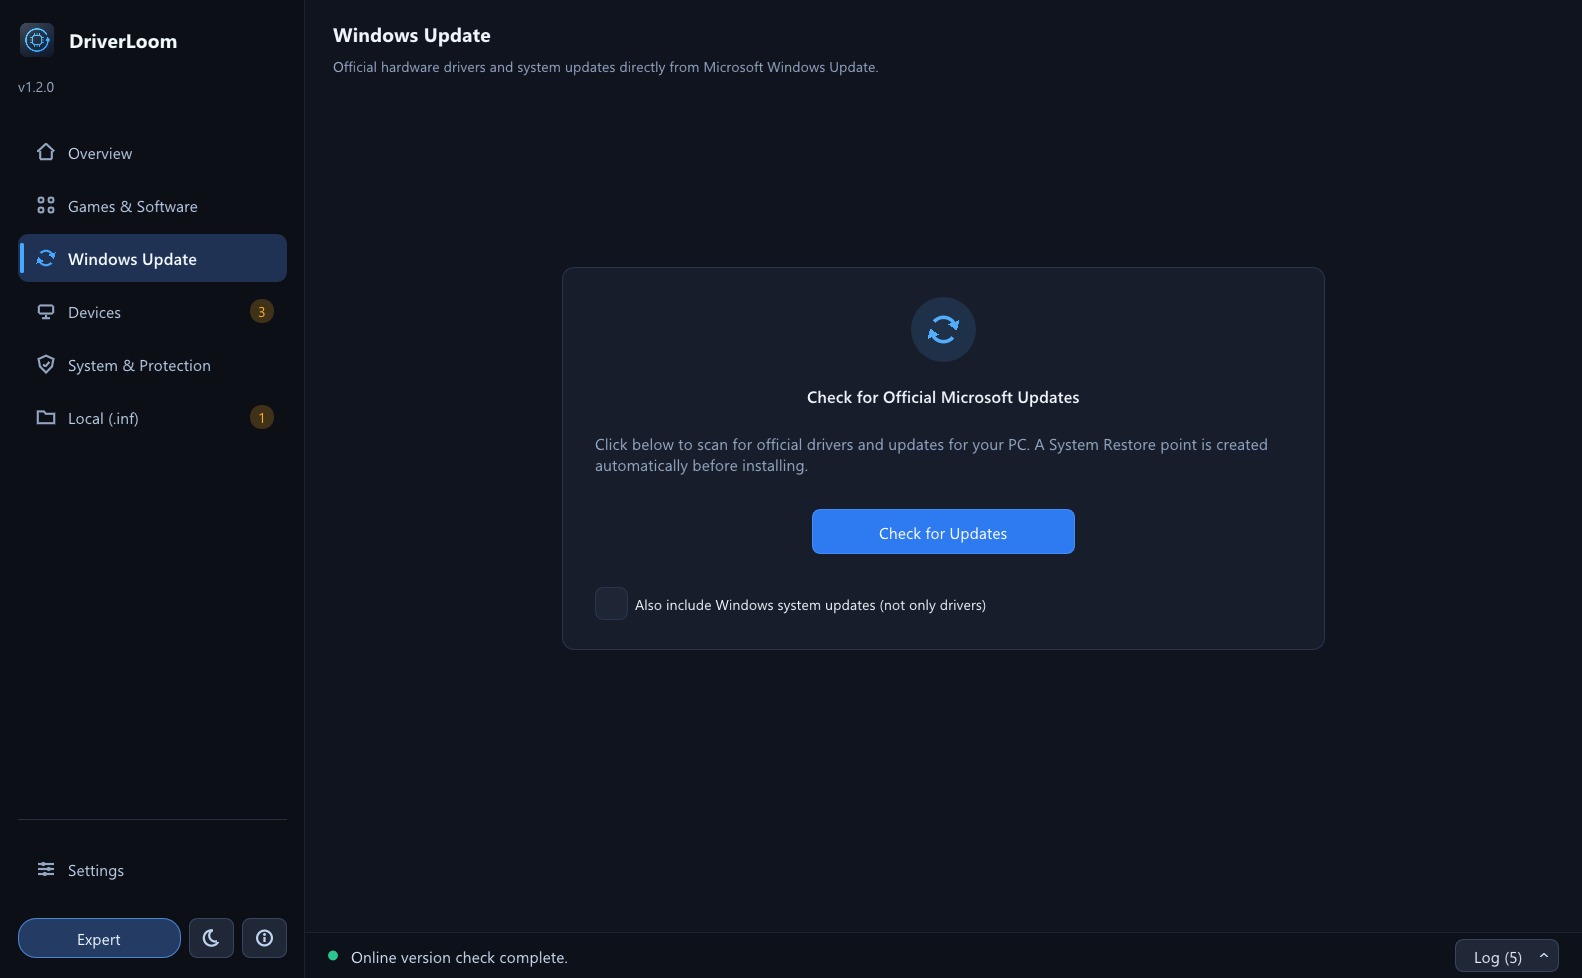 DriverLoom
v1.2.0
Overview
Games & Software
Windows Update
Devices
3
System & Protection
Local (.inf)
1
Settings
Expert
Windows Update
Official hardware drivers and system updates directly from Microsoft Windows Update.
Check for Official Microsoft Updates
Click below to scan for official drivers and updates for your PC. A System Restore point is created
automatically before installing.
Check for Updates
Also include Windows system updates (not only drivers)
Online version check complete.
Log (5)